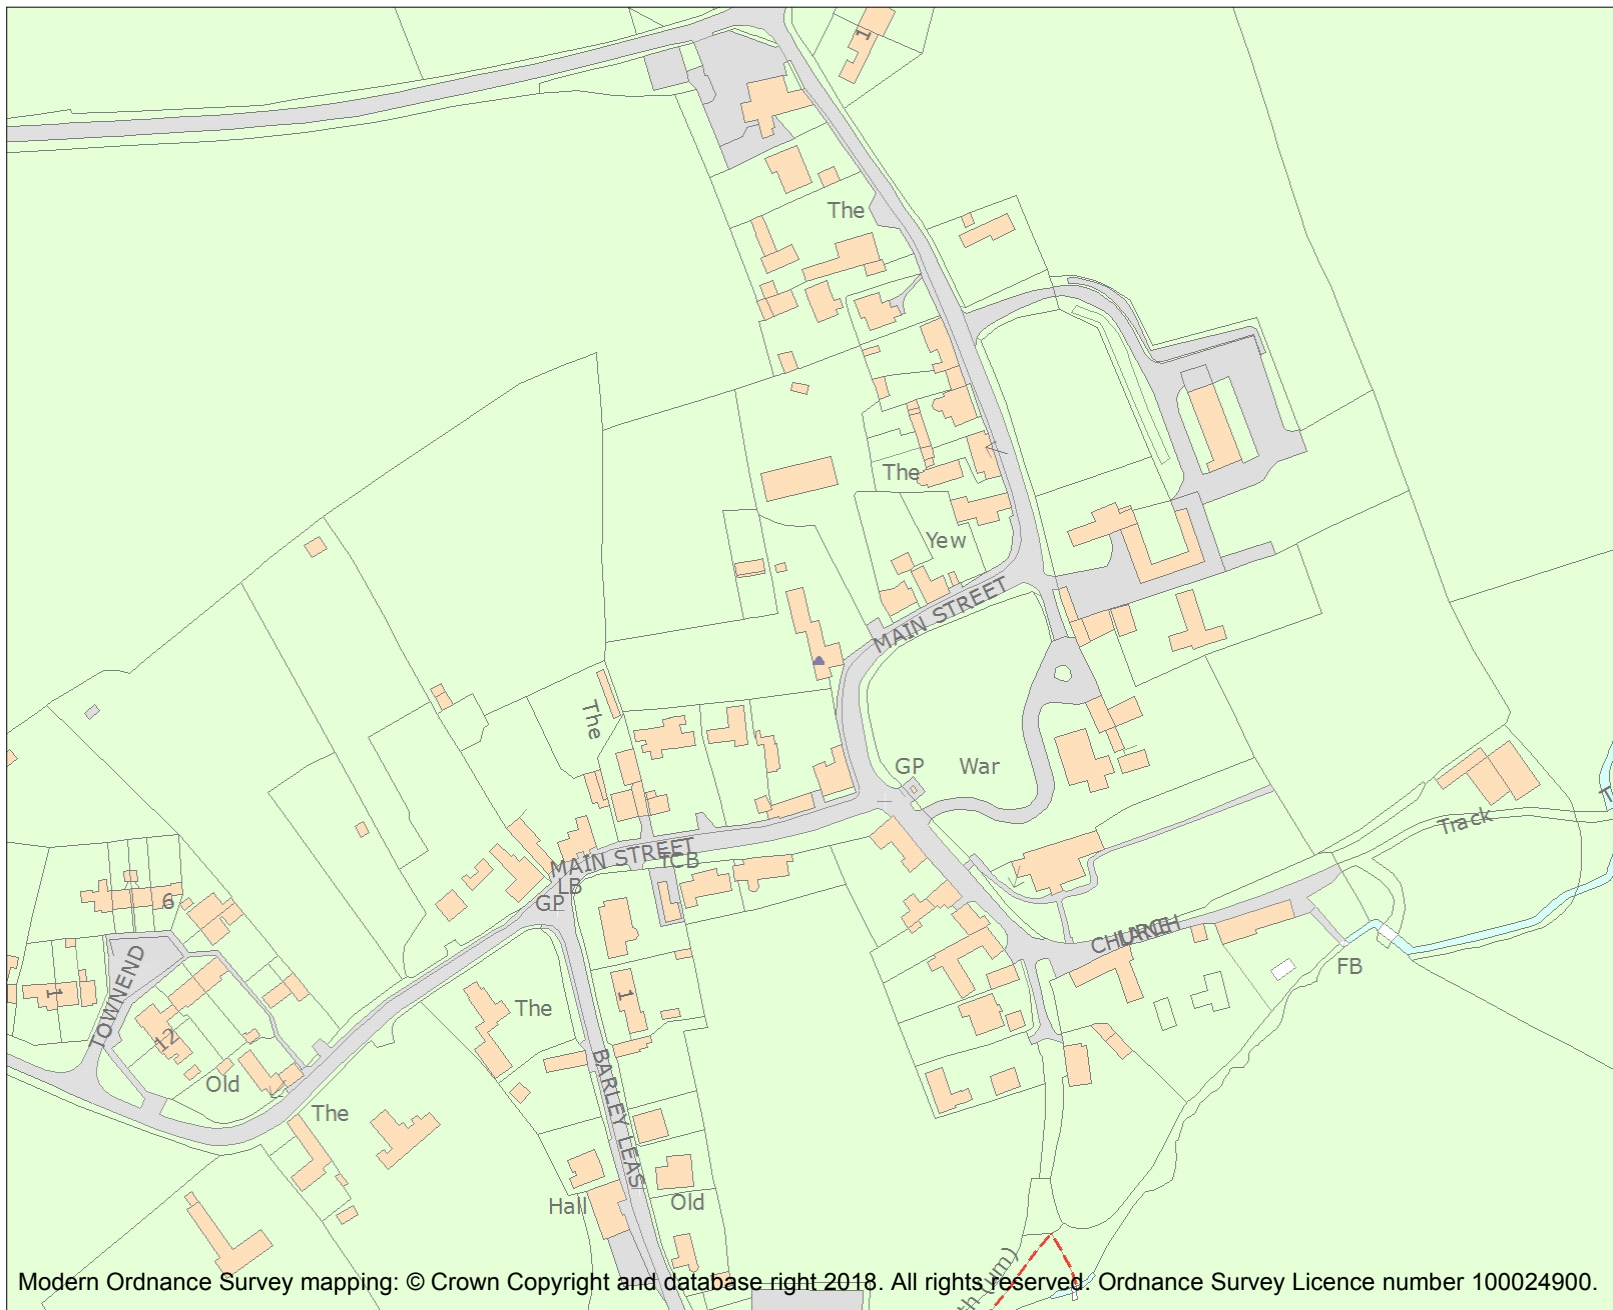 1
The
The
Yew
MAIN STREET
The
GP
War
Track
MAIN STREET
TCB
LB
GP
6
CHURCH
LANE
FB
TOWNEND
1
1
The
12
Old
The
BARLEY LEAS
Hall
Old
th (um)
Modern Ordnance Survey mapping: © Crown Copyright and database right 2018. All rights reserved. Ordnance Survey Licence number 100024900.